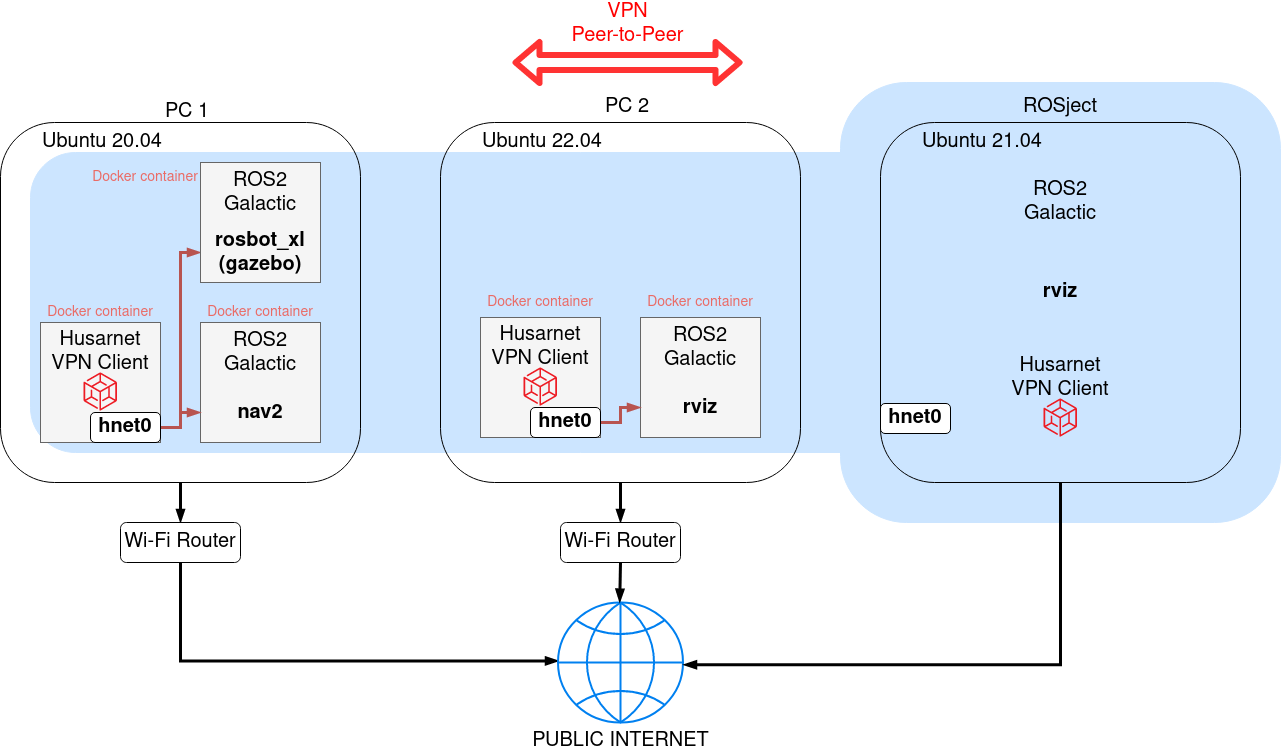 VPN
Peer-to-Peer
PC 1
Ubuntu 20.04
Docker container
ROS2
Galactic
rosbot_xl
(gazebo)
Docker container
Husarnet
VPN Client
hnet0
Docker container
ROS2
Galactic
nav2
Wi-Fi Router
PC 2
Ubuntu 22.04
Docker container
Husarnet
VPN Client
hnet0
Docker container
ROS2
Galactic
rviz
Wi-Fi Router
ROSject
Ubuntu 21.04
ROS2
Galactic
rviz
Husarnet
VPN Client
hnet0
PUBLIC INTERNET